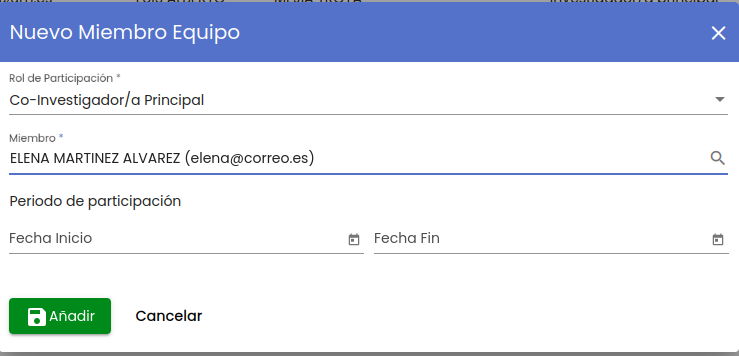 Nuevo Miembro Equipo
Rol de Participación *
Co-Investigador/a Principal
Miembro *
ELENA MARTINEZ ALVAREZ (elena@correo.es)
Periodo de participación
Fecha Inicio
Fecha Fin
Añadir
Cancelar